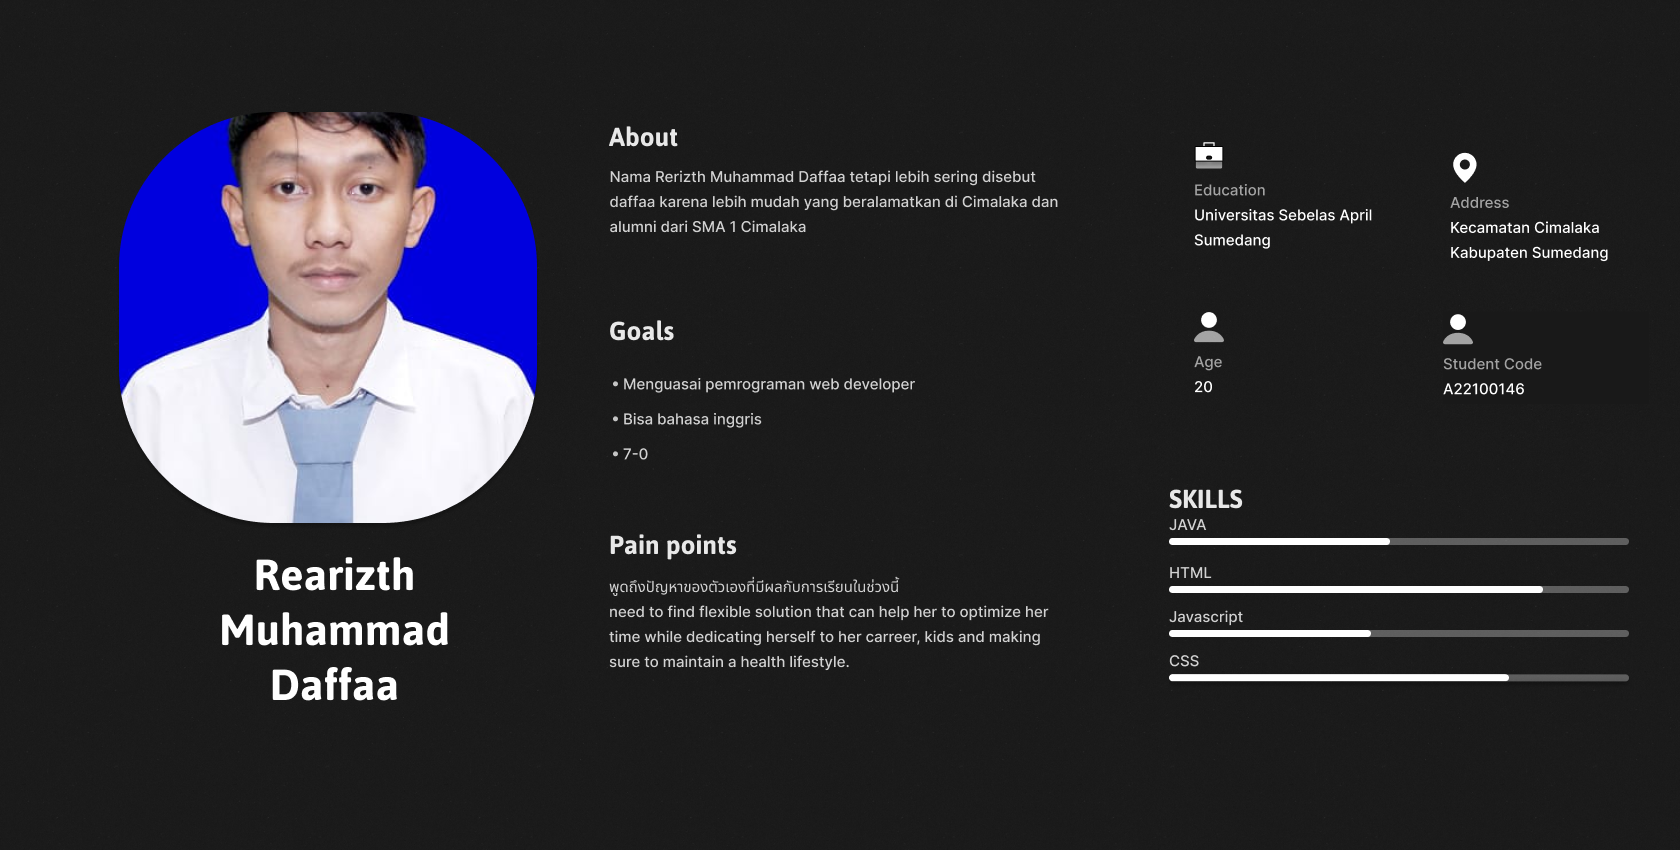 Rearizth
Muhammad
Daffaa
About
Nama Rerizth Muhammad Daffaa tetapi lebih sering disebut
daffaa karena lebih mudah yang beralamatkan di Cimalaka dan
alumni dari SMA 1 Cimalaka
Goals
• Menguasai pemrograman web developer
• Bisa bahasa inggris
• 7-0
Pain points
พูดถึงปัญหาของตัวเองที่มีผลกับการเรียนในช่วงนี้
need to find flexible solution that can help her to optimize her
time while dedicating herself to her carreer, kids and making
sure to maintain a health lifestyle.
Education
Universitas Sebelas April
Sumedang
Address
Kecamatan Cimalaka
Kabupaten Sumedang
Age
20
Student Code
A22100146
SKILLS
JAVA
HTML
Javascript
CSS